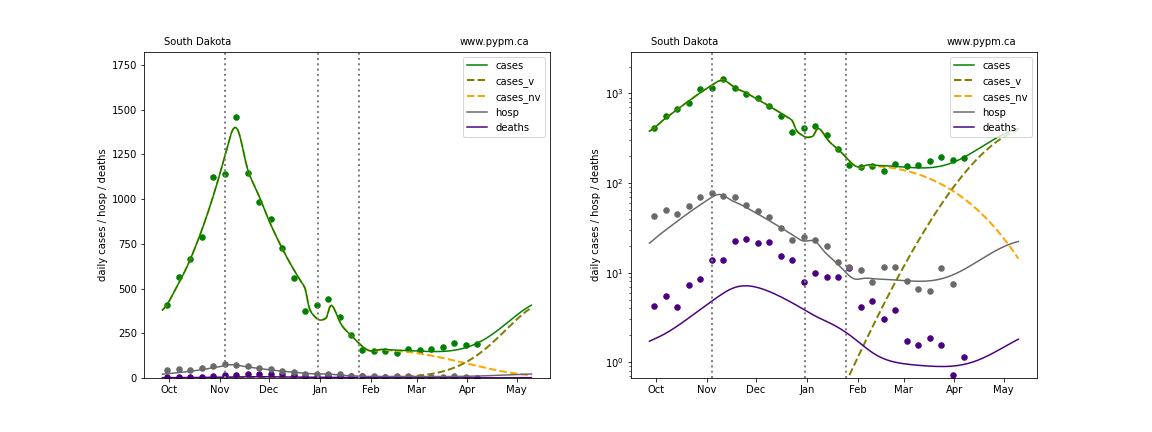 South Dakota
www.pypm.ca
1750
1500
1250
1000
750
500
250
0
daily cases / hosp / deaths
cases
cases_v
cases_nv
hosp
deaths
Oct
Nov
Dec
Jan
Feb
Mar
Apr
May
South Dakota
www.pypm.ca
10³
10²
10¹
10⁰
daily cases / hosp / deaths
cases
cases_v
cases_nv
hosp
deaths
Oct
Nov
Dec
Jan
Feb
Mar
Apr
May